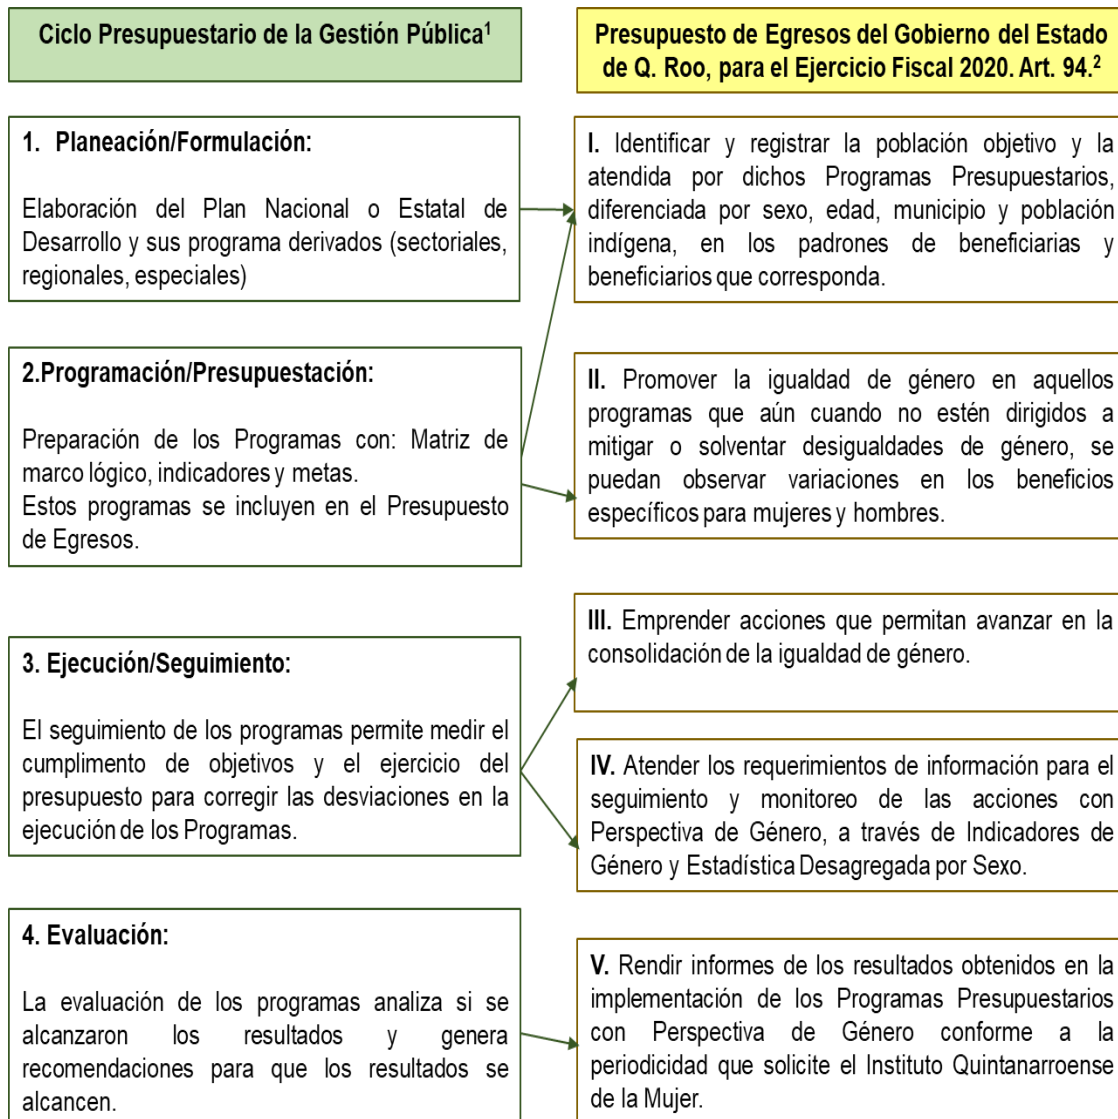 Ciclo Presupuestario de la Gestión Pública¹
Presupuesto de Egresos del Gobierno del Estado
de Q. Roo, para el Ejercicio Fiscal 2020. Art. 94.²
1. Planeación/Formulación:
Elaboración del Plan Nacional o Estatal de
Desarrollo y sus programa derivados (sectoriales,
regionales, especiales)
I. Identificar y registrar la población objetivo y la
atendida por dichos Programas Presupuestarios,
diferenciada por sexo, edad, municipio y población
indígena, en los padrones de beneficiarias y
beneficiarios que corresponda.
2.Programación/Presupuestación:
Preparación de los Programas con: Matriz de
marco lógico, indicadores y metas.
Estos programas se incluyen en el Presupuesto
de Egresos.
II. Promover la igualdad de género en aquellos
programas que aún cuando no estén dirigidos a
mitigar o solventar desigualdades de género, se
puedan observar variaciones en los beneficios
específicos para mujeres y hombres.
3. Ejecución/Seguimiento:
El seguimiento de los programas permite medir el
cumplimento de objetivos y el ejercicio del
presupuesto para corregir las desviaciones en la
ejecución de los Programas.
III. Emprender acciones que permitan avanzar en la
consolidación de la igualdad de género.
IV. Atender los requerimientos de información para el
seguimiento y monitoreo de las acciones con
Perspectiva de Género, a través de Indicadores de
Género y Estadística Desagregada por Sexo.
4. Evaluación:
La evaluación de los programas analiza si se
alcanzaron los resultados y genera
recomendaciones para que los resultados se
alcancen.
V. Rendir informes de los resultados obtenidos en la
implementación de los Programas Presupuestarios
con Perspectiva de Género conforme a la
periodicidad que solicite el Instituto Quintanarroense
de la Mujer.